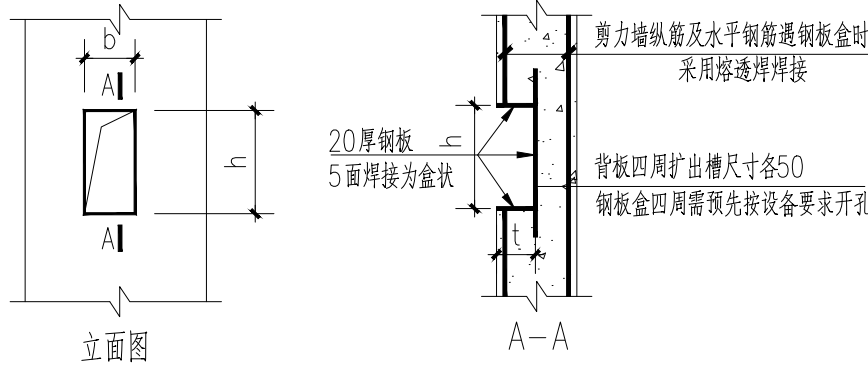 b
A
h
A
立面图
剪力墙纵筋及水平钢筋遇钢板盒时
采用熔透焊焊接
20厚钢板
5面焊接为盒状
h
背板四周扩出槽尺寸各50
钢板盒四周需预先按设备要求开孔
t
A-A